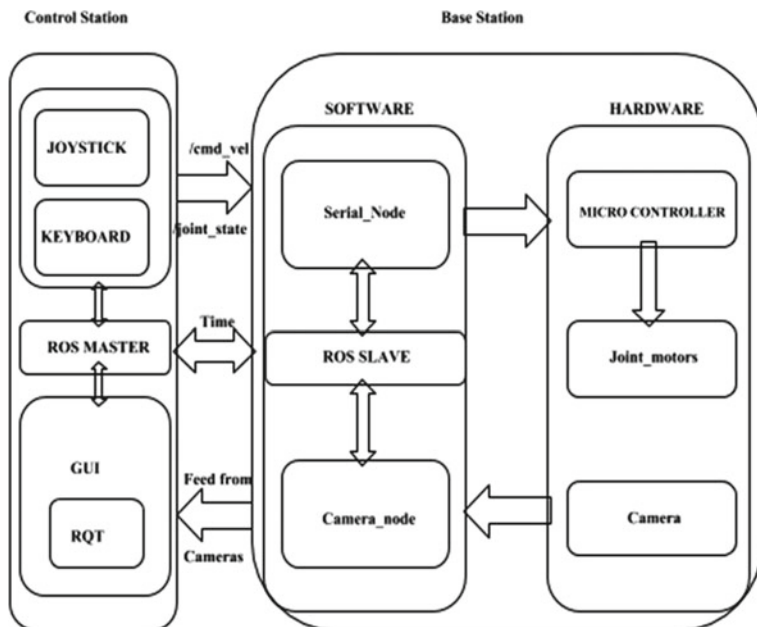 Control Station
Base Station
JOYSTICK
KEYBOARD
ROS MASTER
GUI
RQT
/cmd_vel
/joint_state
Time
Feed from
Cameras
SOFTWARE
Serial_Node
ROS SLAVE
Camera_node
HARDWARE
MICRO CONTROLLER
Joint_motors
Camera